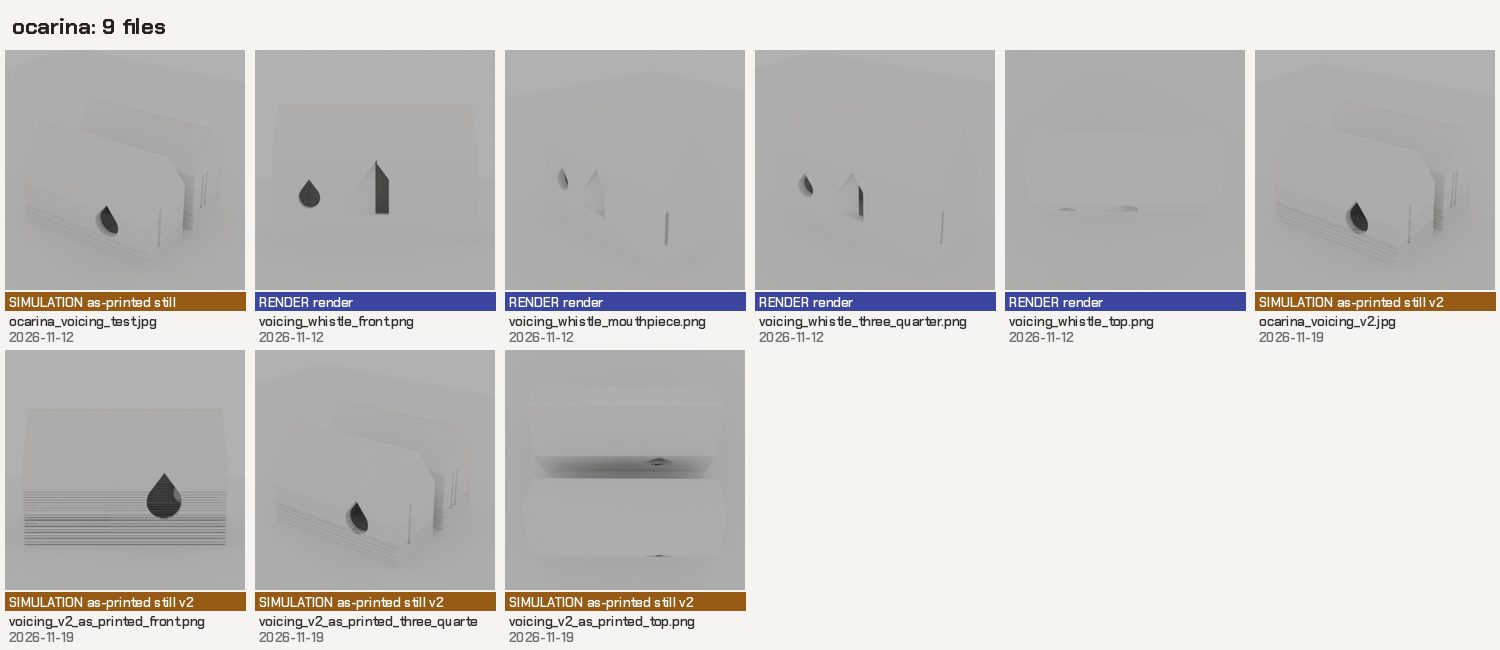 ocarina: 9 files
SIMULATION as-printed still
RENDER render
RENDER render
RENDER render
RENDER render
SIMULATION as-printed still v2
ocarina_voicing_test.jpg
voicing_whistle_front.png
voicing_whistle_mouthpiece.png
voicing_whistle_three_quarter.png
voicing_whistle_top.png
ocarina_voicing_v2.jpg
2026-11-12
2026-11-12
2026-11-12
2026-11-12
2026-11-12
2026-11-19
SIMULATION as-printed still v2
SIMULATION as-printed still v2
SIMULATION as-printed still v2
voicing_v2_as_printed_front.png
voicing_v2_as_printed_three_quarte
voicing_v2_as_printed_top.png
2026-11-19
2026-11-19
2026-11-19